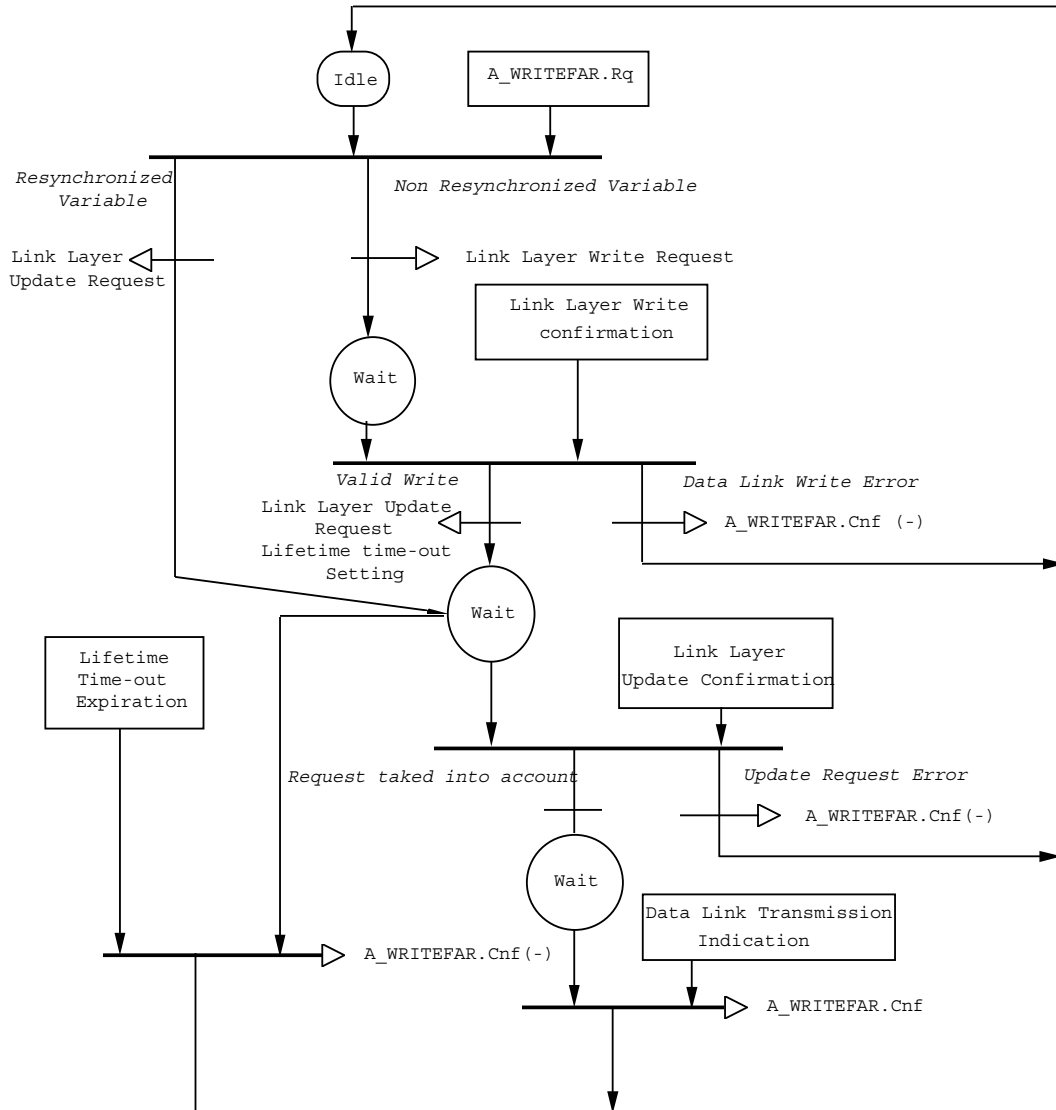 Idle
A_WRITEFAR.Rq
Resynchronized
Variable
Non Resynchronized Variable
Link Layer
Update Request
Link Layer Write Request
Link Layer Write
confirmation
Wait
Valid Write
Data Link Write Error
Link Layer Update
Request
Lifetime time-out
Setting
A_WRITEFAR.Cnf (-)
Wait
Lifetime
Time-out
Expiration
Link Layer
Update Confirmation
Request taked into account
Update Request Error
A_WRITEFAR.Cnf(-)
Wait
Data Link Transmission
Indication
A_WRITEFAR.Cnf(-)
A_WRITEFAR.Cnf